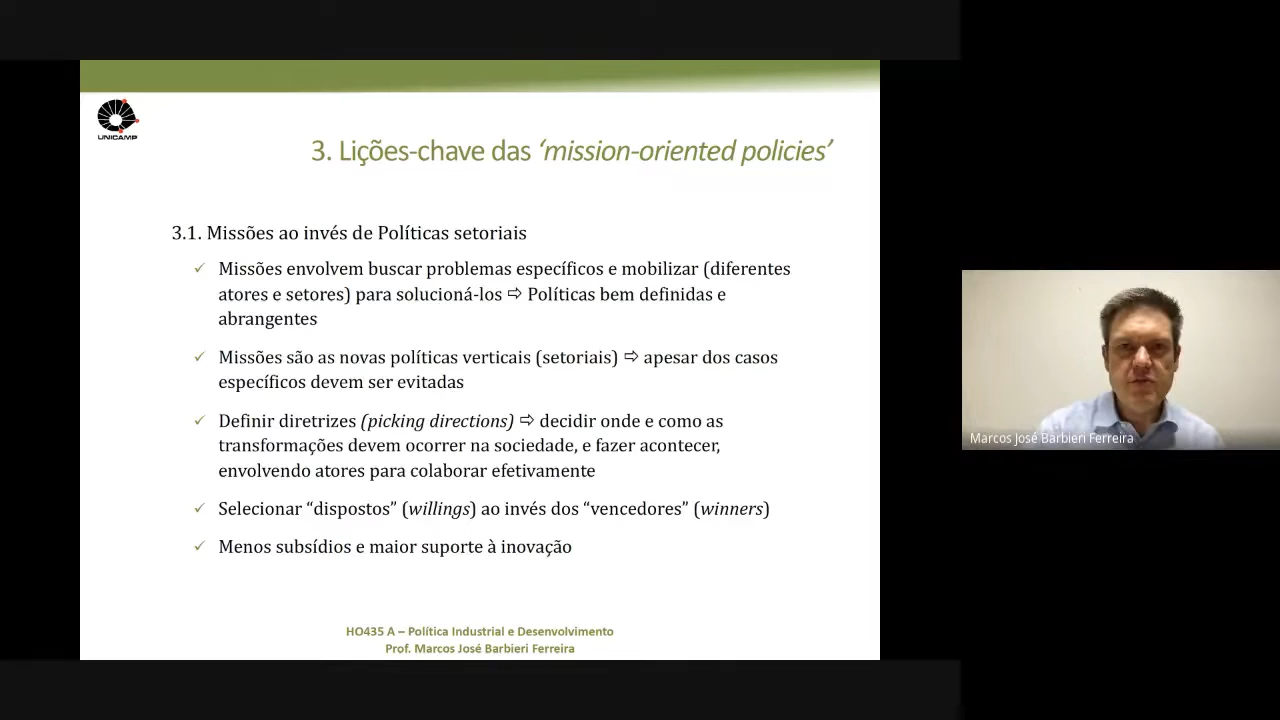 UNICAMP
3. Lições-chave das ‘mission-oriented policies’
3.1. Missões ao invés de Políticas setoriais
✓ Missões envolvem buscar problemas específicos e mobilizar (diferentes
atores e setores) para solucioná-los ⇨ Políticas bem definidas e
abrangentes
✓ Missões são as novas políticas verticais (setoriais) ⇨ apesar dos casos
específicos devem ser evitadas
✓ Definir diretrizes (picking directions) ⇨ decidir onde e como as
transformações devem ocorrer na sociedade, e fazer acontecer,
envolvendo atores para colaborar efetivamente
✓ Selecionar “dispostos” (willings) ao invés dos “vencedores” (winners)
✓ Menos subsídios e maior suporte à inovação
HO435 A – Política Industrial e Desenvolvimento
Prof. Marcos José Barbieri Ferreira
Marcos José Barbieri Ferreira